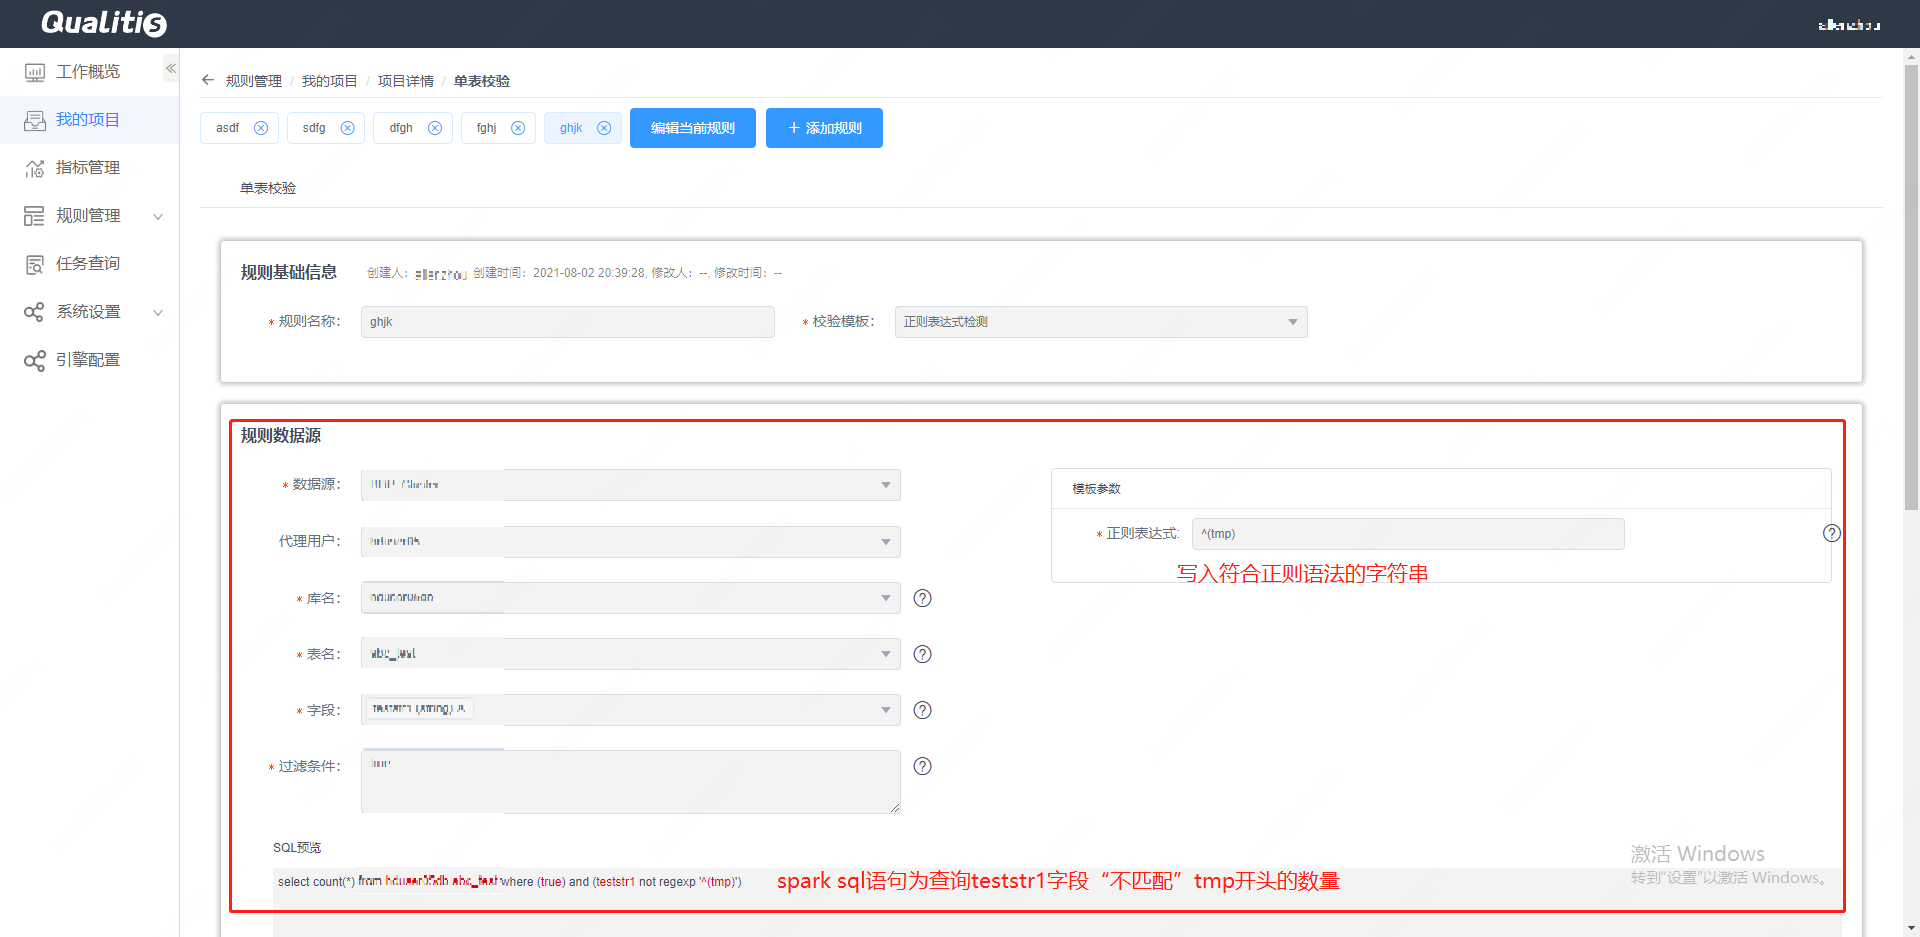 Qualitis
工作概览
«
我的项目
指标管理
规则管理
任务查询
系统设置
引擎配置
规则管理 / 我的项目 / 项目详情 / 单表校验
asdf sdfg dfgh fghj ghjk 编辑当前规则 + 添加规则
单表校验
规则基础信息 创建人: allenzhou 创建时间: 2021-08-02 20:39:28, 修改人: --, 修改时间: --
* 规则名称: ghjk * 校验模板: 正则表达式检测
规则数据源
* 数据源:
模板参数
代理用户:
* 正则表达式: ^(tmp)
写入符合正则语法的字符串
* 库名:
* 表名: abc_test
* 字段: teststr1 (string)
* 过滤条件: true
SQL预览
select count(*) from hduser05db.abc_test where (true) and (teststr1 not regexp '^(tmp)')
spark sql语句为查询teststr1字段“不匹配”tmp开头的数量
激活 Windows
转到“设置”以激活 Windows。